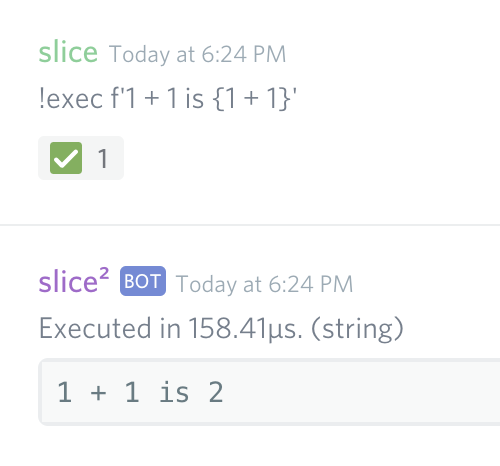 slice Today at 6:24 PM
!exec f'1 + 1 is {1 + 1}'
1
slice² BOT Today at 6:24 PM
Executed in 158.41µs. (string)
1 + 1 is 2